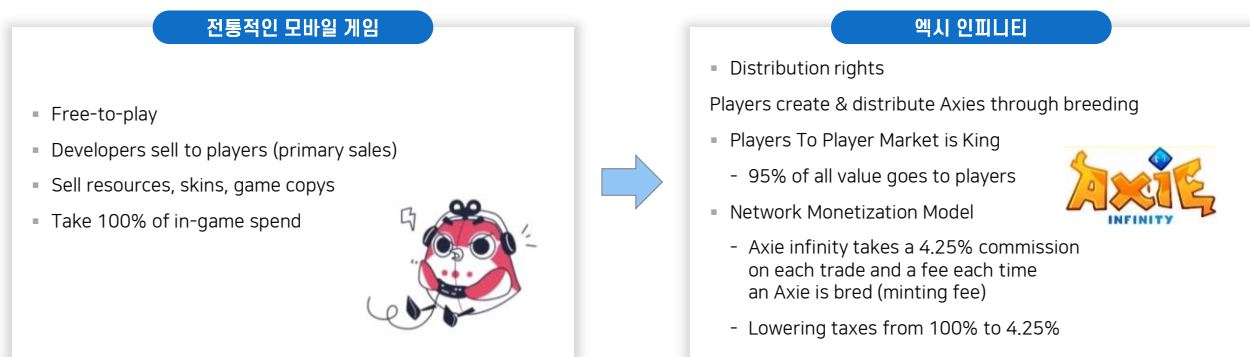 전통적인 모바일 게임
Free-to-play
Developers sell to players (primary sales)
Sell resources, skins, game copys
Take 100% of in-game spend
엑시 인피니티
Distribution rights
Players create & distribute Axies through breeding
Players To Player Market is King
- 95% of all value goes to players
Network Monetization Model
- Axie infinity takes a 4.25% commission
on each trade and a fee each time
an Axie is bred (minting fee)
- Lowering taxes from 100% to 4.25%
AXIE
INFINITY